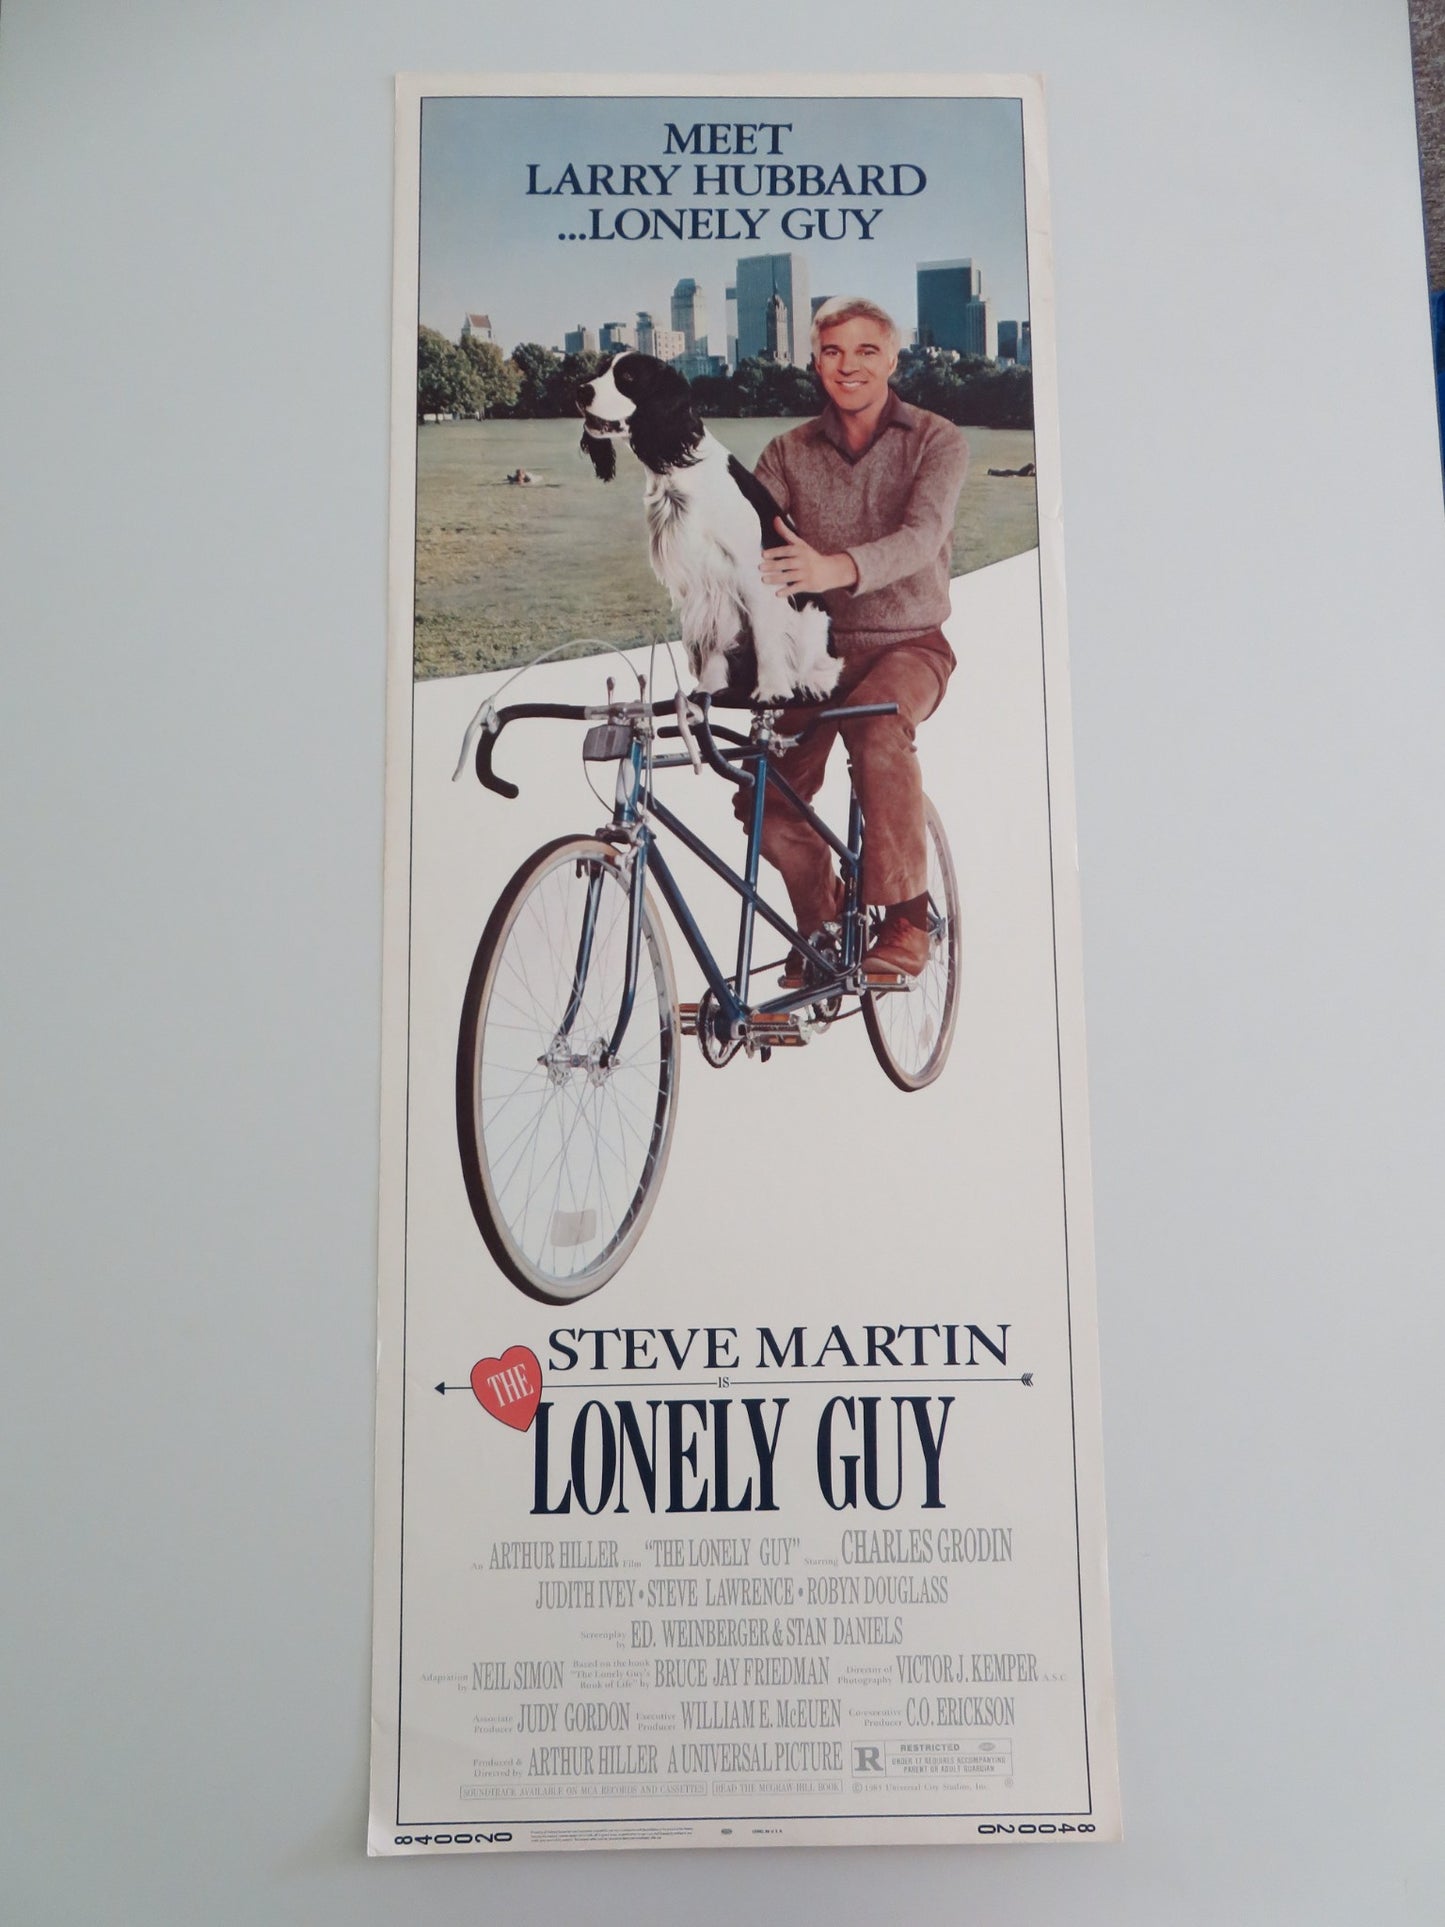 MEET
LARRY HUBBARD
...LONELY GUY
STEVE MARTIN
IS
THE
LONELY GUY
An ARTHUR HILLER Film "THE LONELY GUY" Starring CHARLES GRODIN
JUDITH IVEY • STEVE LAWRENCE • ROBYN DOUGLASS
Screenplay by ED. WEINBERGER & STAN DANIELS
Adaptation by NEIL SIMON Based on the book "The Lonely Guy's Book of Life" by BRUCE JAY FRIEDMAN Director of Photography VICTOR J. KEMPER A.S.C.
Associate Producer JUDY GORDON Executive Producer WILLIAM E. McEUEN Co-executive Producer C.O. ERICKSON
Produced & Directed by ARTHUR HILLER A UNIVERSAL PICTURE
R RESTRICTED
UNDER 17 REQUIRES ACCOMPANYING
PARENT OR ADULT GUARDIAN
SOUNDTRACK AVAILABLE ON MCA RECORDS AND CASSETTES READ THE McGRAW-HILL BOOK © 1983 Universal City Studios, Inc.
840020
840020